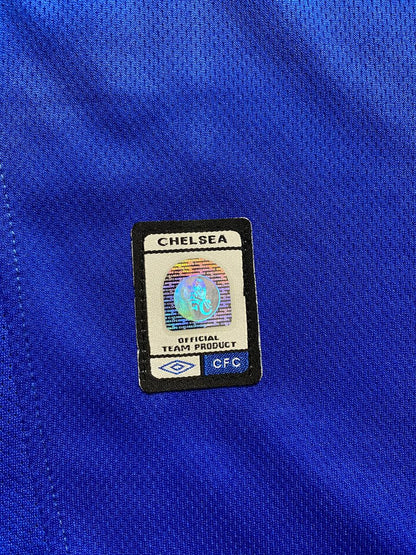 CHELSEA
OFFICIAL
TEAM PRODUCT
CFC